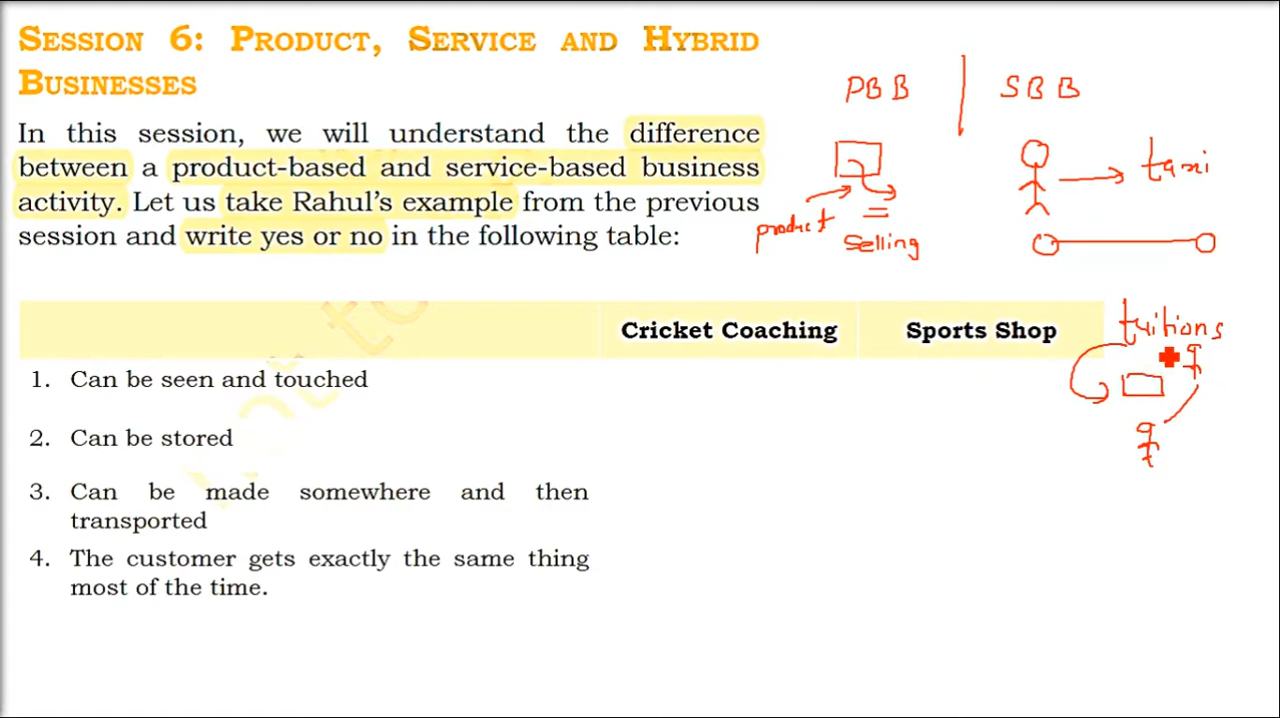 SESSION 6: PRODUCT, SERVICE AND HYBRID
BUSINESSES
In this session, we will understand the difference
between a product-based and service-based business
activity. Let us take Rahul's example from the previous
session and write yes or no in the following table:
PBB | SBB
taxi
product
selling
Cricket Coaching Sports Shop
tuitions
1. Can be seen and touched
2. Can be stored
3. Can be made somewhere and then
transported
4. The customer gets exactly the same thing
most of the time.